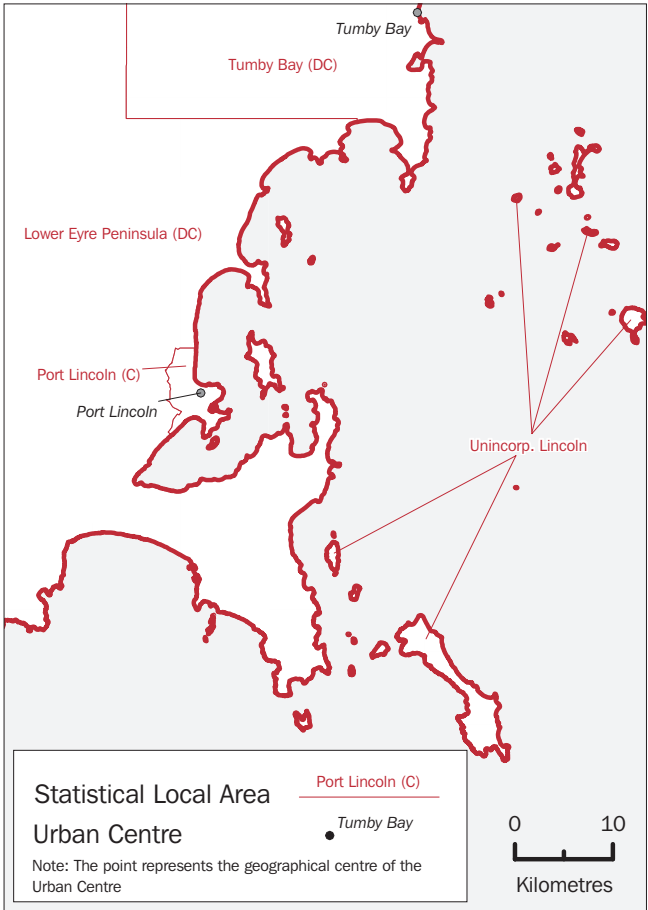 Tumby Bay
Tumby Bay (DC)
Lower Eyre Peninsula (DC)
Port Lincoln (C)
Port Lincoln
Unincorp. Lincoln
Statistical Local Area
Port Lincoln (C)
Urban Centre
Tumby Bay
Note: The point represents the geographical centre of the
Urban Centre
0 10
Kilometres